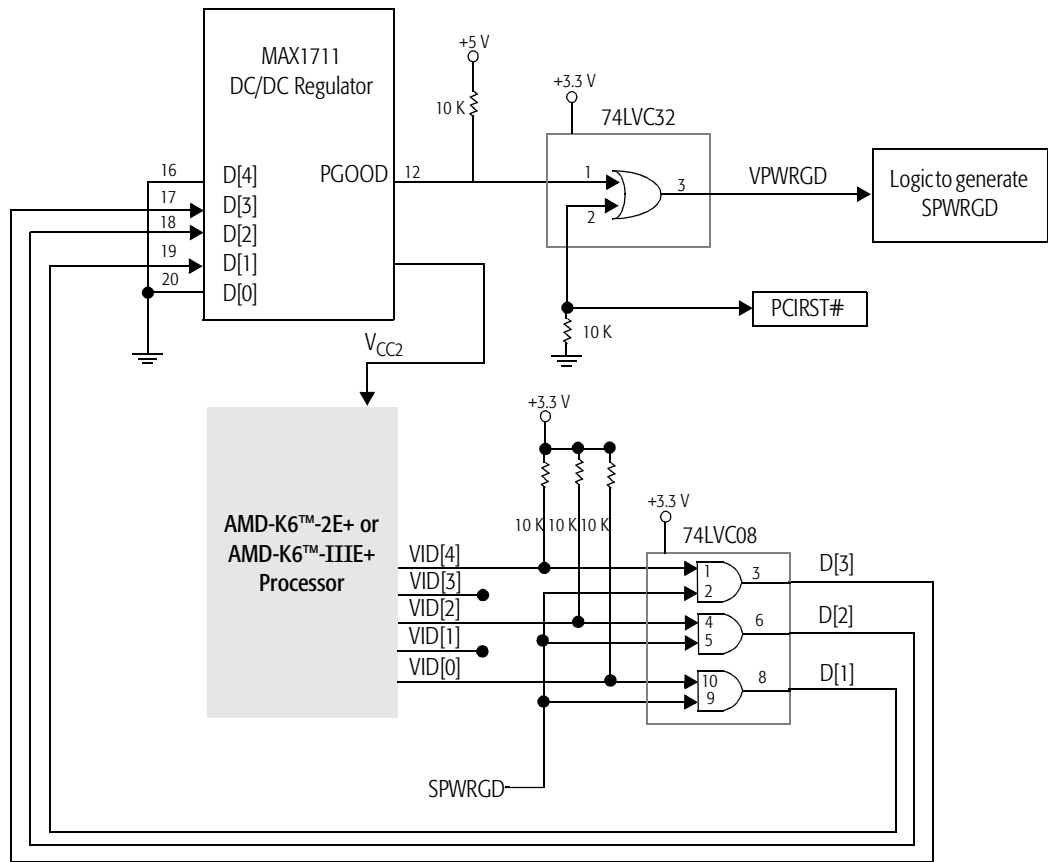 MAX1711
DC/DC Regulator
+5 V
10 K
+3.3 V
74LVC32
16
D[4]
PGOOD
12
17
D[3]
18
D[2]
19
D[1]
20
D[0]
1
2
3
VPWRGD
Logic to generate
SPWRGD
PCIRST#
10 K
VCC2
+3.3 V
10 K
10 K
10 K
+3.3 V
74LVC08
AMD-K6™-2E+ or
AMD-K6™-IIIE+
Processor
VID[4]
VID[3]
VID[2]
VID[1]
VID[0]
1
2
3
D[3]
4
5
6
D[2]
10
9
8
D[1]
SPWRGD